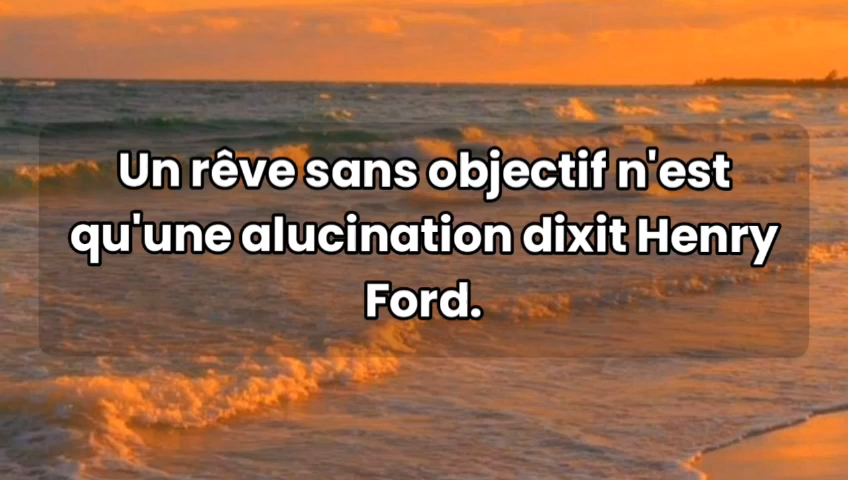 Un rêve sans objectif n'est
qu'une alucination dixit Henry
Ford.